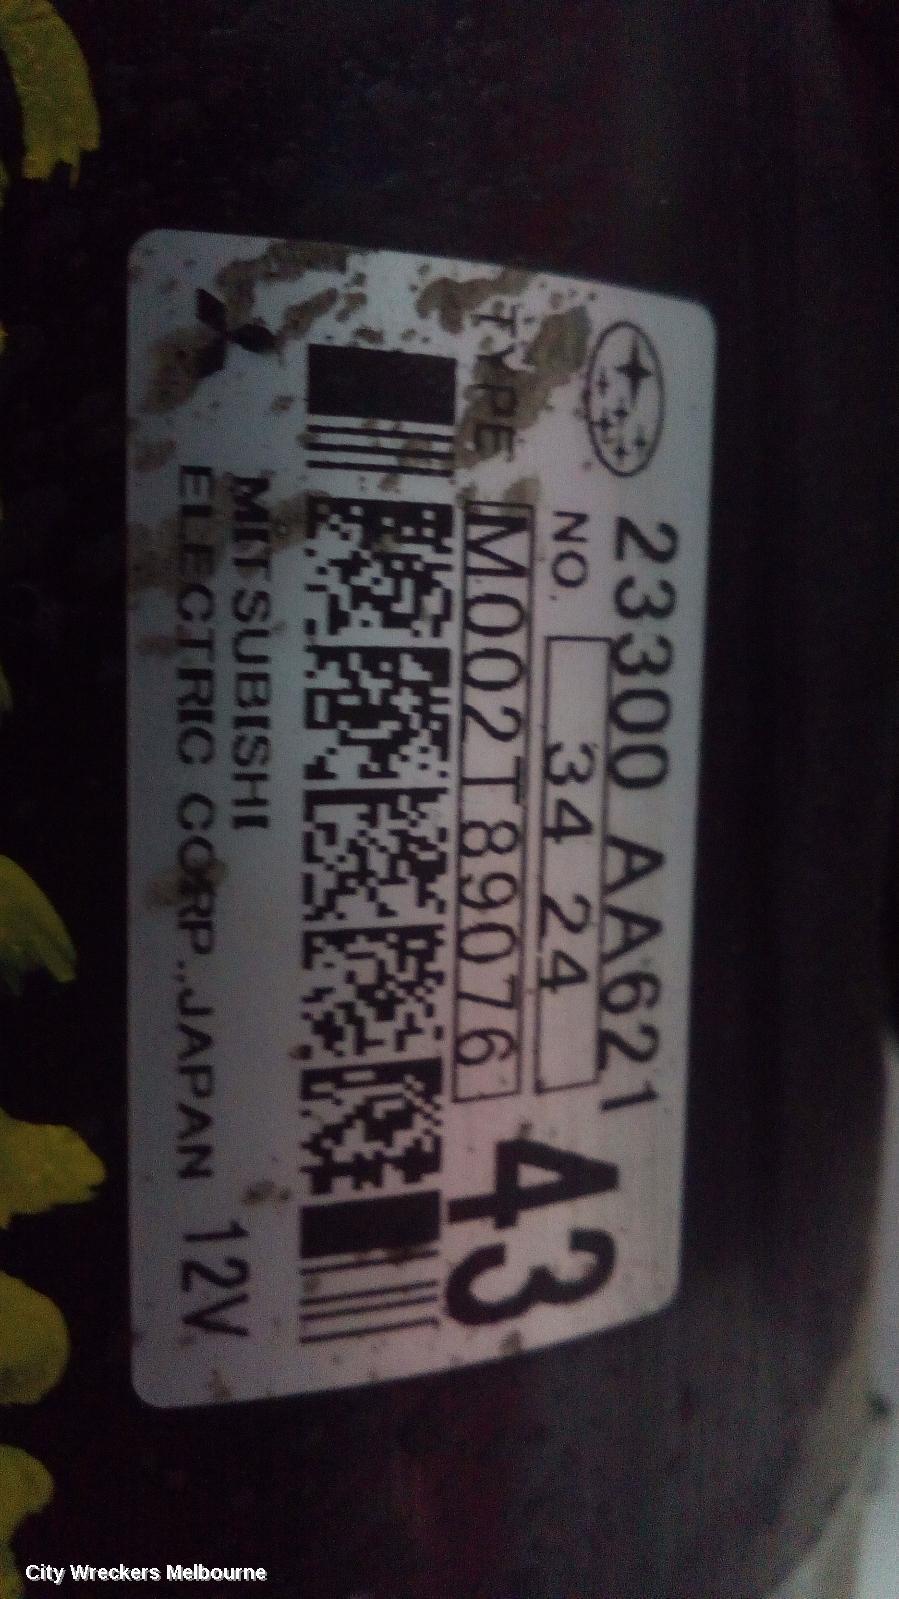 23300 AA621
NO. 34 24
43
TYPE M002T89076
MITSUBISHI
ELECTRIC CORP., JAPAN 12V
City Wreckers Melbourne